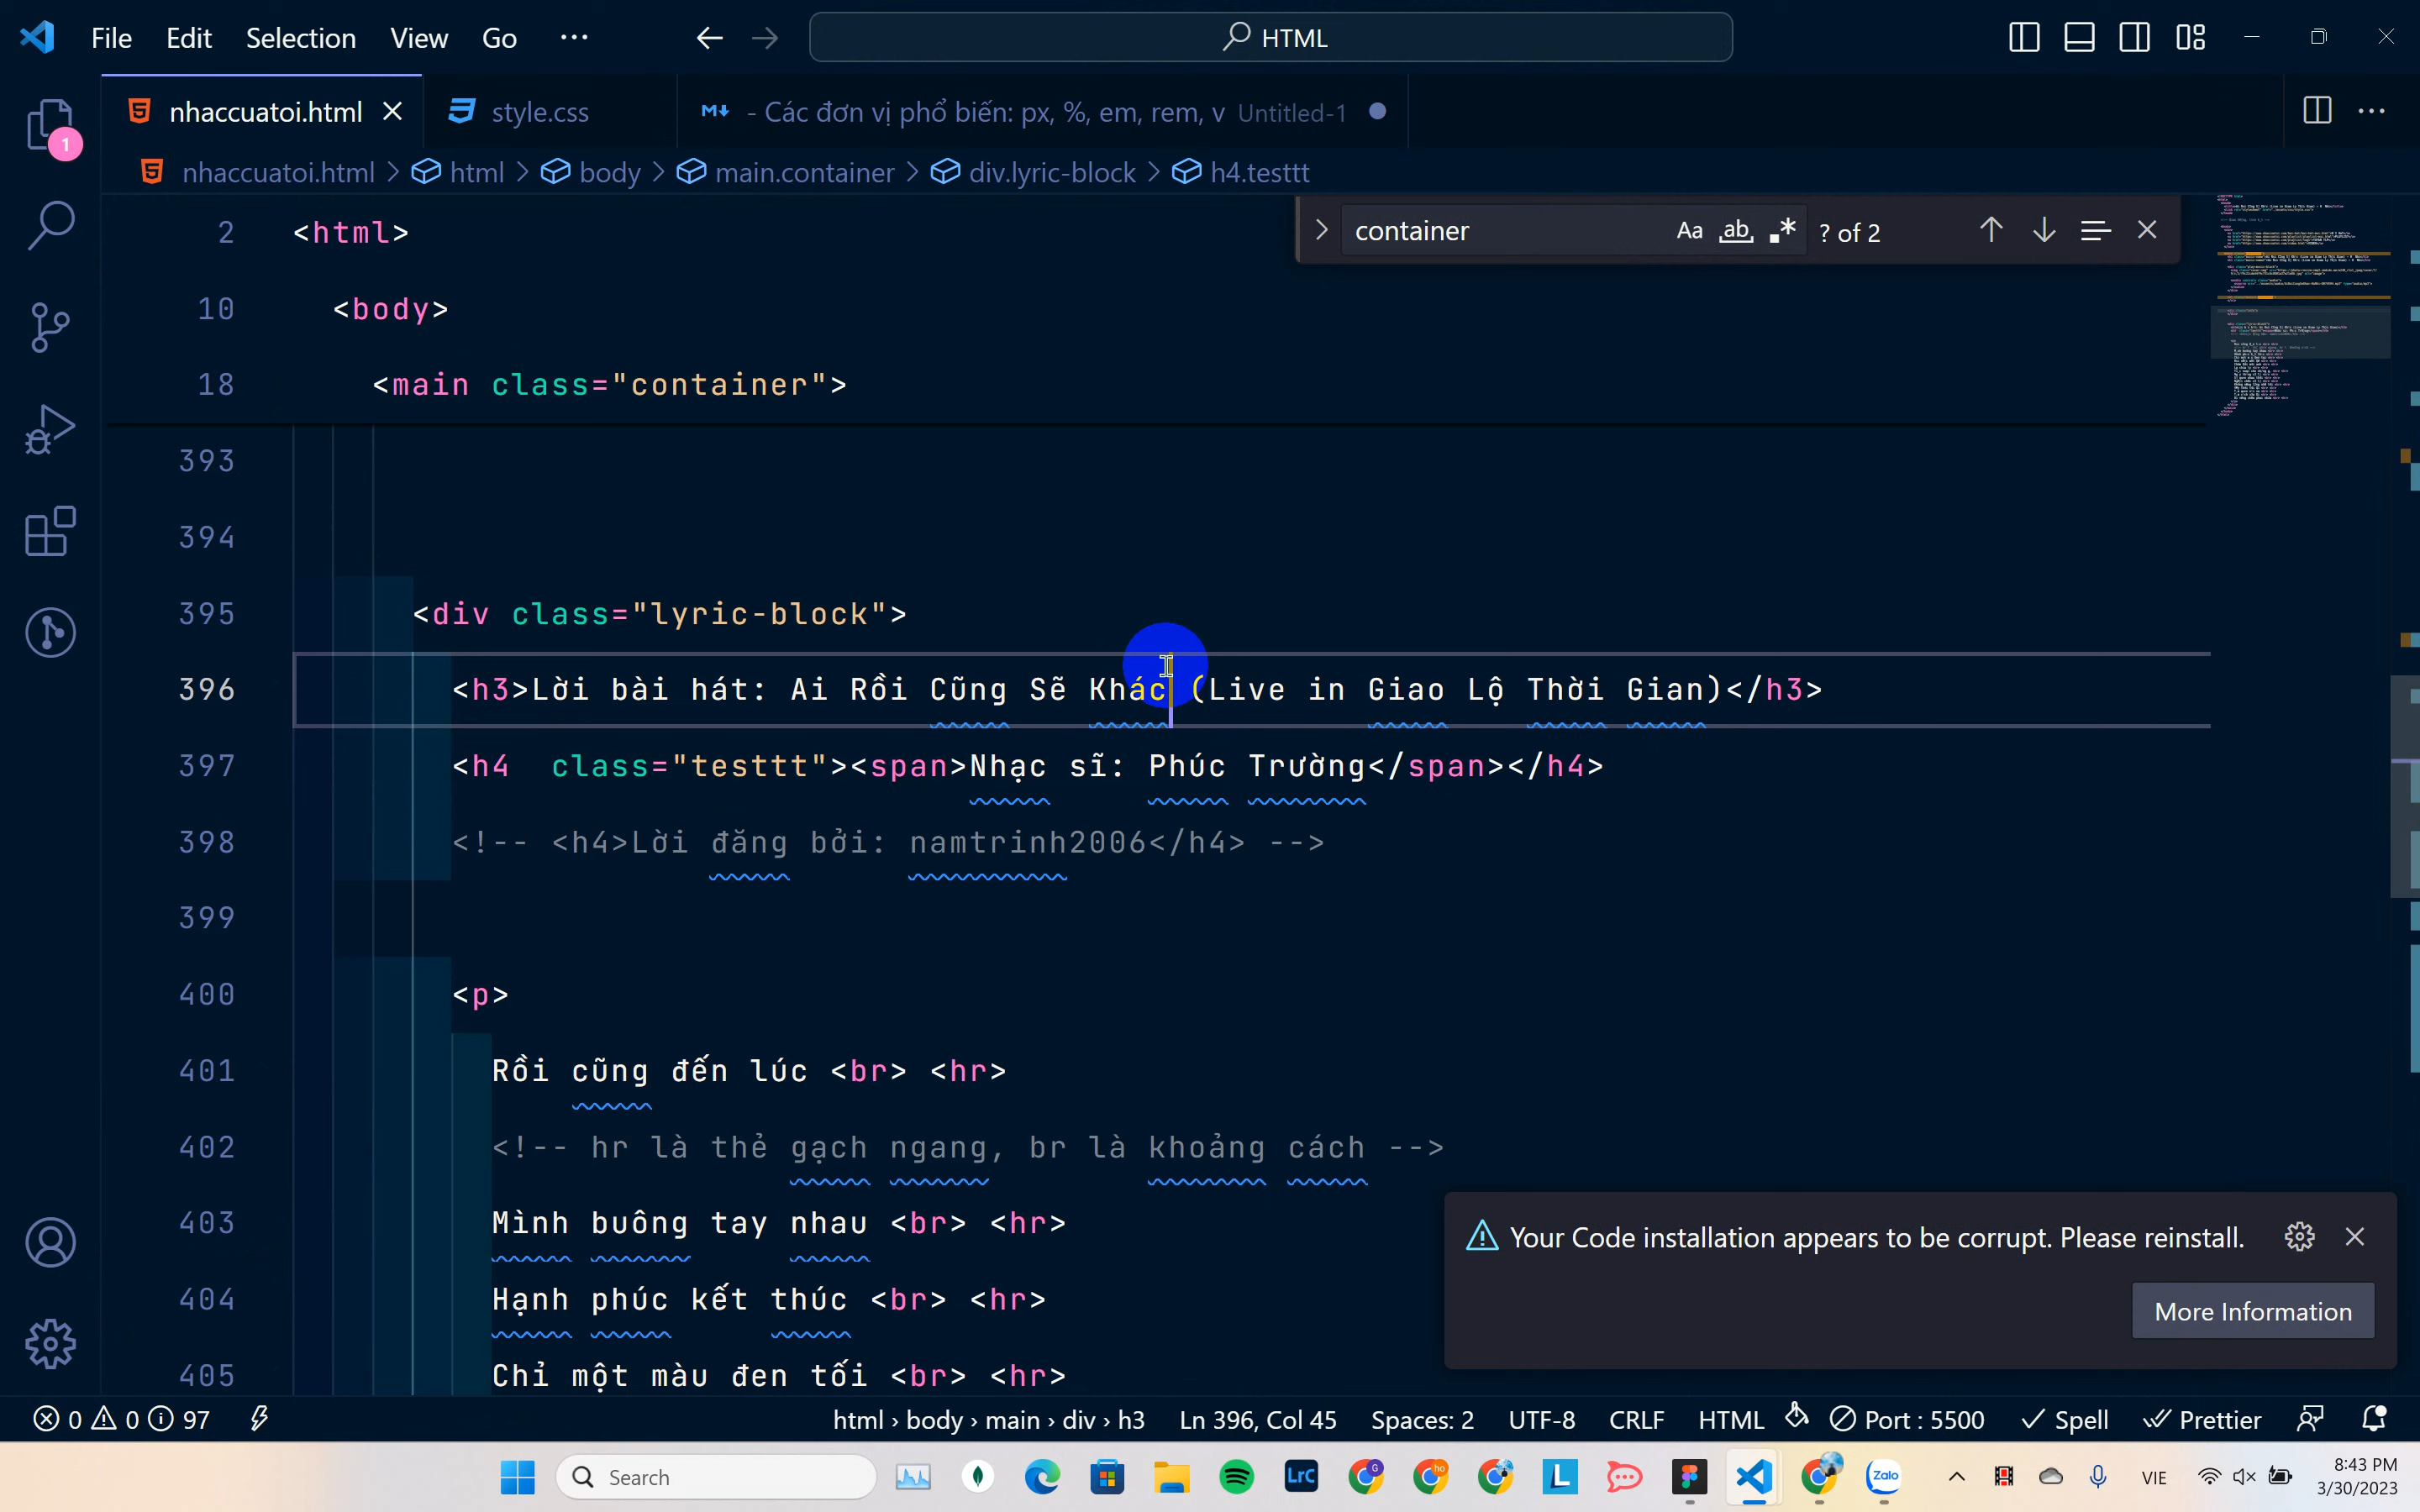 File Edit Selection View Go ··· HTML
nhaccuatoi.html style.css - Các đơn vị phổ biến: px, %, em, rem, v Untitled-1
1
nhaccuatoi.html > html > body > main.container > div.lyric-block > h4.testtt
container Aa ab ? of 2
2 <html>
10 <body>
18 <main class="container">
393
394
395 <div class="lyric-block">
396 <h3>Lời bài hát: Ai Rồi Cũng Sẽ Khác (Live in Giao Lộ Thời Gian)</h3>
397 <h4  class="testtt"><span>Nhạc sĩ: Phúc Trường</span></h4>
398 <!-- <h4>Lời đăng bởi: namtrinh2006</h4> -->
399
400 <p>
401 Rồi cũng đến lúc <br> <hr>
402 <!-- hr là thẻ gạch ngang, br là khoảng cách -->
403 Mình buông tay nhau <br> <hr>
404 Hạnh phúc kết thúc <br> <hr>
405 Chỉ một màu đen tối <br> <hr>
Your Code installation appears to be corrupt. Please reinstall.
More Information
0 0 97 html › body › main › div › h3 Ln 396, Col 45 Spaces: 2 UTF-8 CRLF HTML Port : 5500 Spell Prettier
Search LrC G ho L Zalo VIE 8:43 PM
3/30/2023